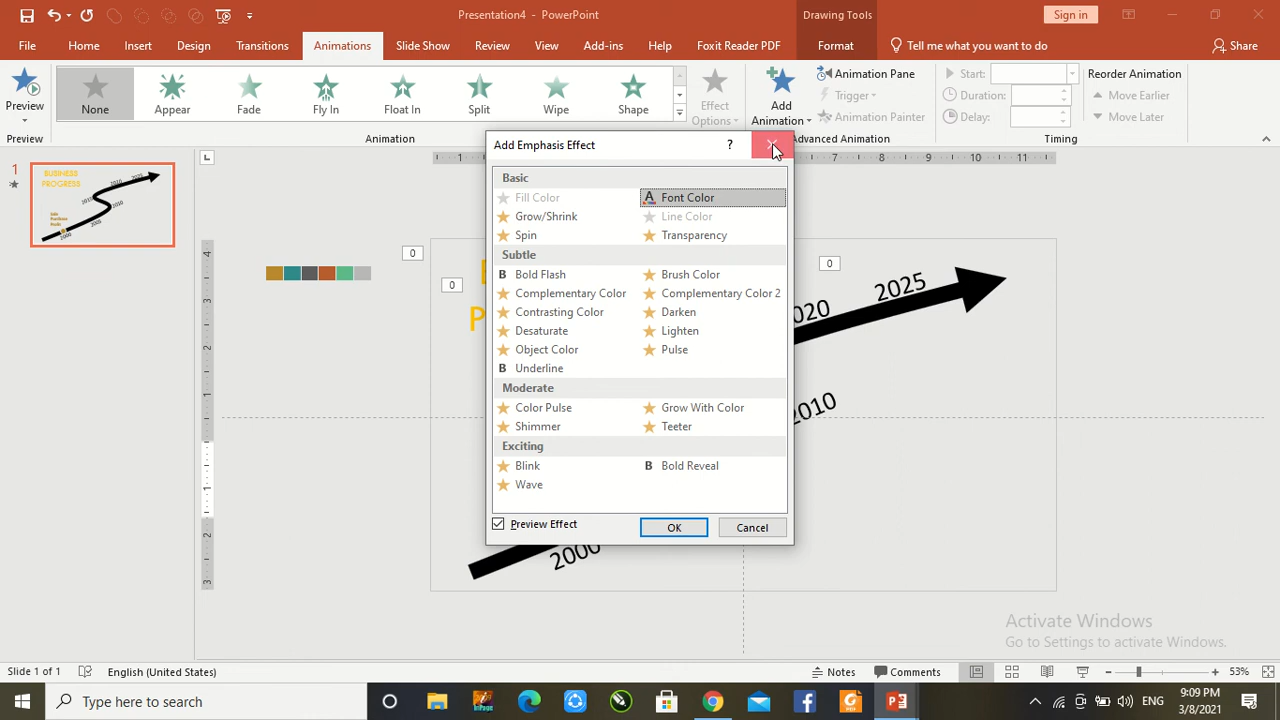 Presentation4 - PowerPoint
Drawing Tools
Sign in
File
Home
Insert
Design
Transitions
Animations
Slide Show
Review
View
Add-ins
Help
Foxit Reader PDF
Format
Tell me what you want to do
Share
Preview
None
Appear
Fade
Fly In
Float In
Split
Wipe
Shape
Effect
Options
Add
Animation
Animation Pane
Trigger
Animation Painter
Start:
Duration:
Delay:
Reorder Animation
Move Earlier
Move Later
Preview
Animation
Advanced Animation
Timing
1
BUSINESS
PROGRESS
Add Emphasis Effect
?
Basic
Fill Color
Font Color
Grow/Shrink
Line Color
Spin
Transparency
Subtle
Bold Flash
Brush Color
Complementary Color
Complementary Color 2
Contrasting Color
Darken
Desaturate
Lighten
Object Color
Pulse
Underline
Moderate
Color Pulse
Grow With Color
Shimmer
Teeter
Exciting
Blink
Bold Reveal
Wave
Preview Effect
OK
Cancel
0
0
0
2025
020
2010
2000
Activate Windows
Go to Settings to activate Windows.
Slide 1 of 1
English (United States)
Notes
Comments
53%
Type here to search
ENG
9:09 PM
3/8/2021